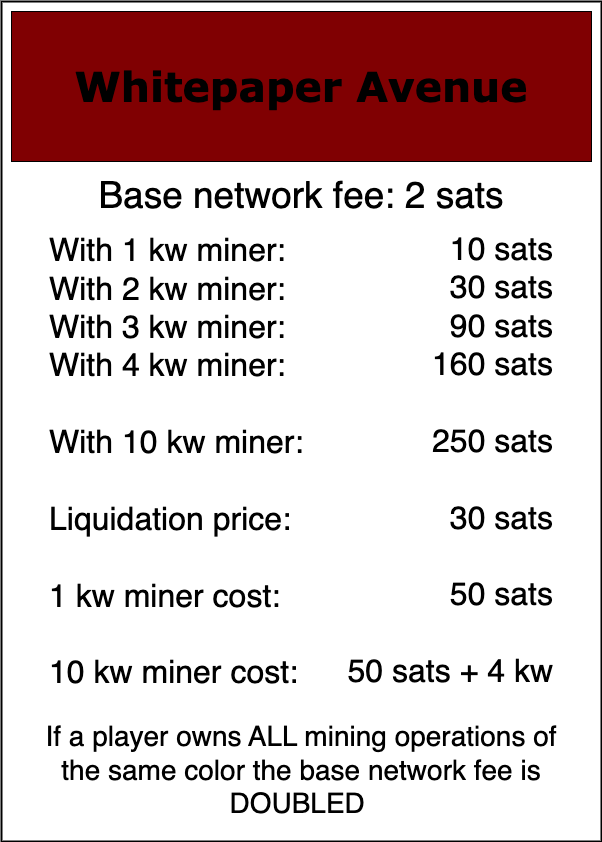 Whitepaper Avenue
Base network fee: 2 sats
With 1 kw miner: 10 sats
With 2 kw miner: 30 sats
With 3 kw miner: 90 sats
With 4 kw miner: 160 sats
With 10 kw miner: 250 sats
Liquidation price: 30 sats
1 kw miner cost: 50 sats
10 kw miner cost: 50 sats + 4 kw
If a player owns ALL mining operations of
the same color the base network fee is
DOUBLED